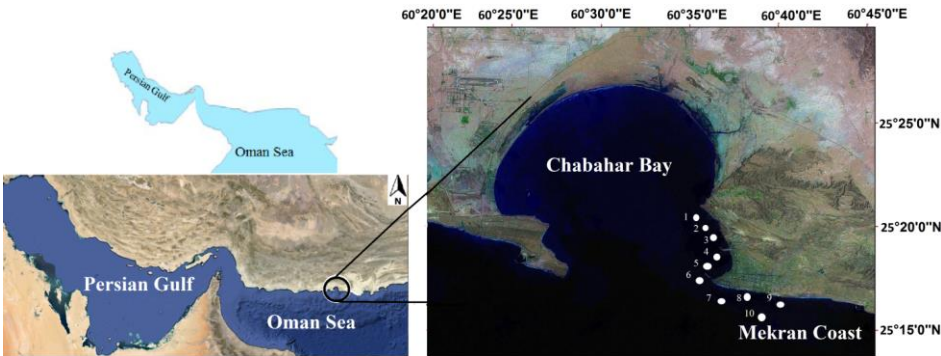 60°20'0"E 60°25'0"E 60°30'0"E 60°35'0"E 60°40'0"E 60°45'0"E
Persian Gulf
Oman Sea
N
Persian Gulf
Oman Sea
Chabahar Bay
25°25'0"N
25°20'0"N
25°15'0"N
1
2
3
4
5
6
7
8
9
10
Mekran Coast